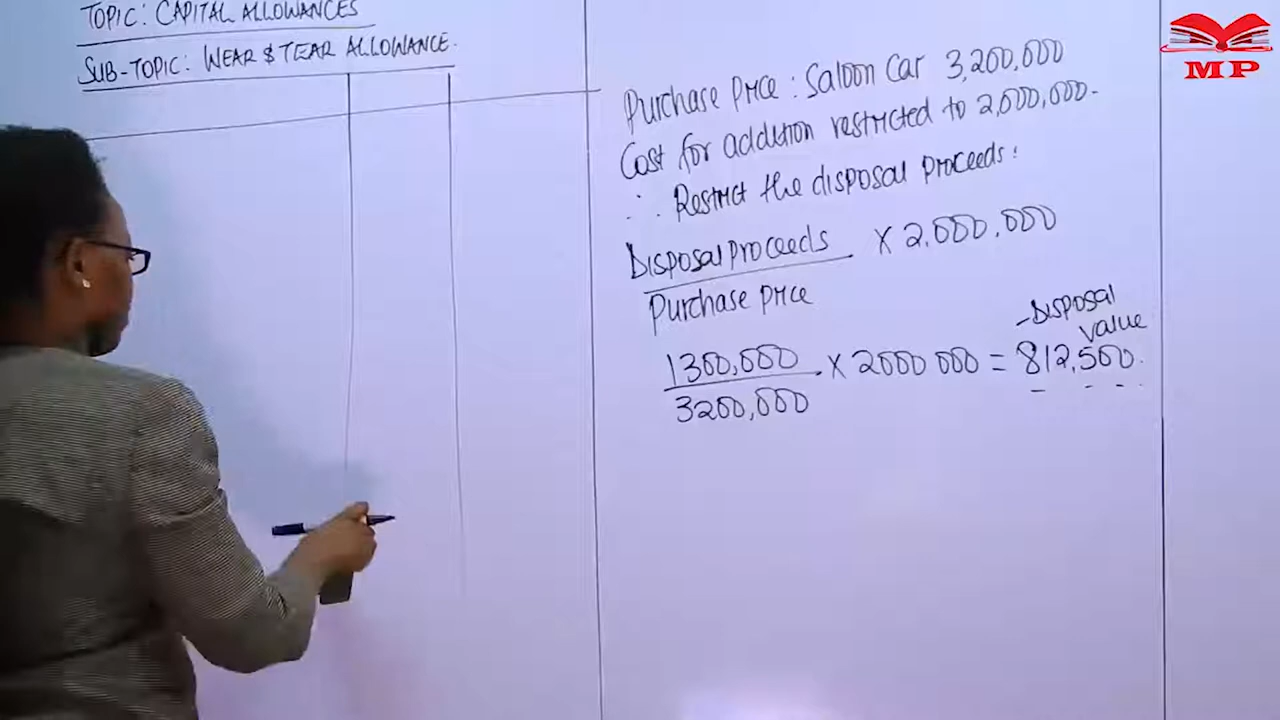 TOPIC: CAPITAL ALLOWANCES
SUB-TOPIC: WEAR & TEAR ALLOWANCE.
Purchase price: Saloon Car 3,200,000
Cost for addition restricted to 2,000,000.
∴ Restrict the disposal proceeds:
Disposal proceeds × 2,000,000
Purchase price
1300,000 × 2000 000 = 812,500.
3200,000
- Disposal
value
MP